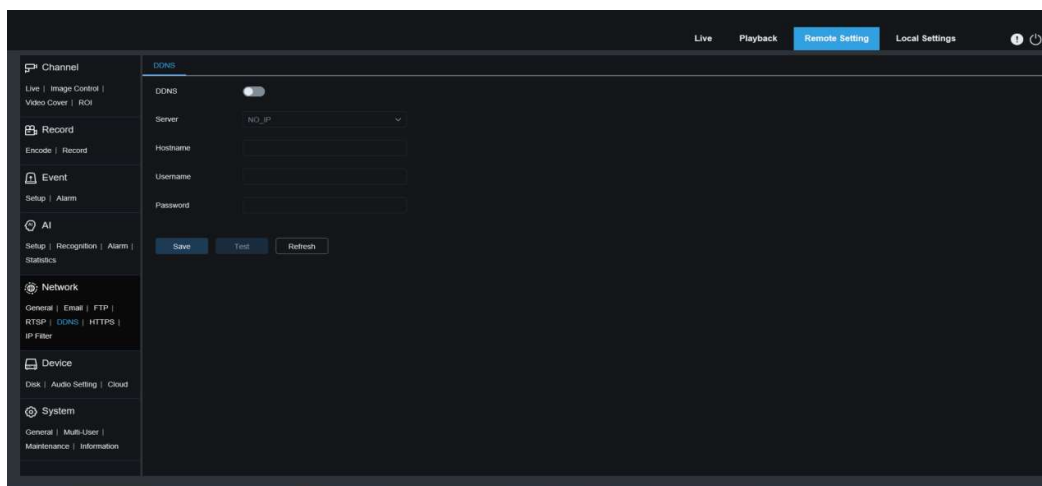 Live Playback Remote Setting Local Settings
Channel
Live | Image Control |
Video Cover | ROI
Record
Encode | Record
Event
Setup | Alarm
AI
Setup | Recognition | Alarm |
Statistics
Network
General | Email | FTP |
RTSP | DDNS | HTTPS |
IP Filter
Device
Disk | Audio Setting | Cloud
System
General | Multi-User |
Maintenance | Information
DDNS
DDNS
Server NO_IP
Hostname
Username
Password
Save Test Refresh